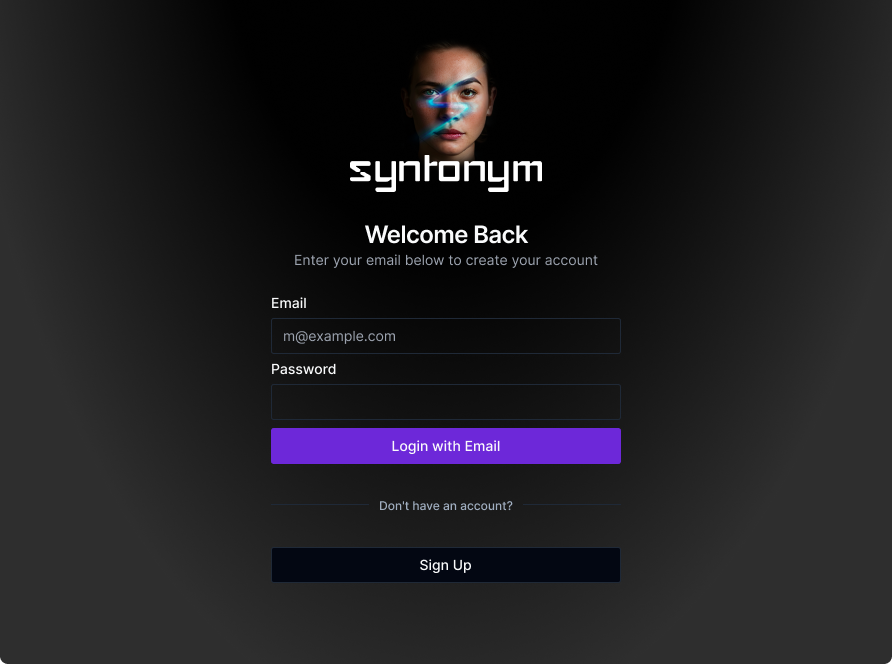 syntonym
Welcome Back
Enter your email below to create your account
Email
m@example.com
Password
Login with Email
Don't have an account?
Sign Up